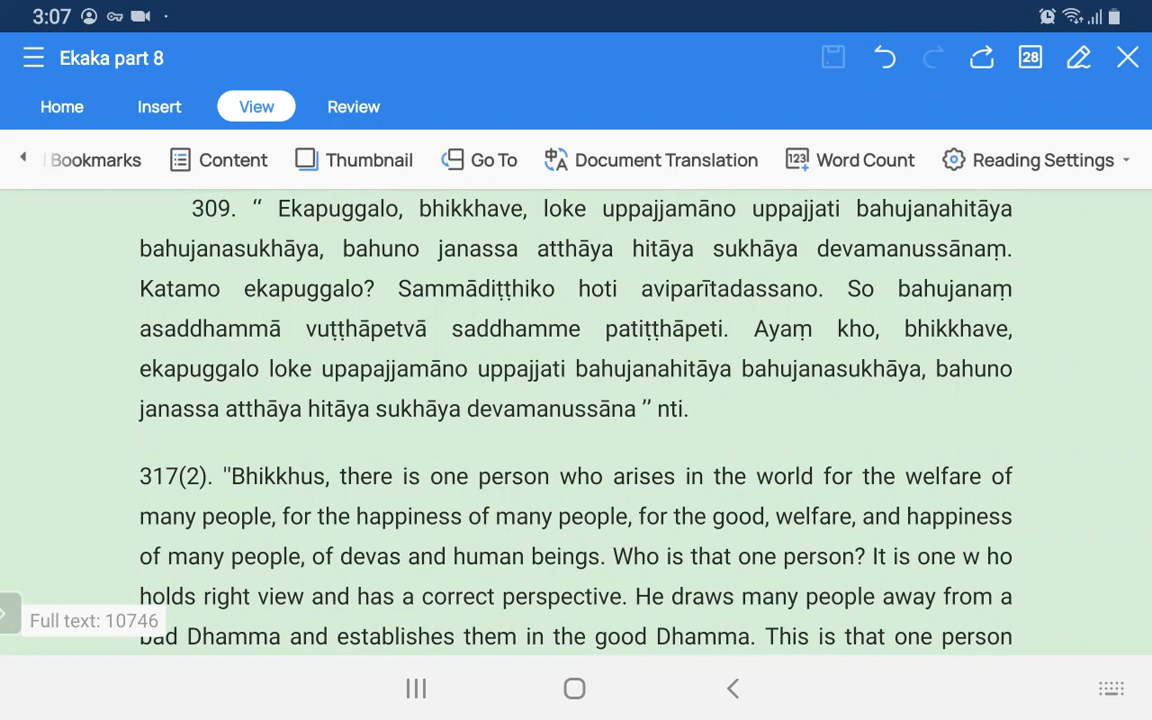 3:07
Ekaka part 8
28
Home Insert View Review
Bookmarks Content Thumbnail Go To Document Translation 123 Word Count Reading Settings
309. “ Ekapuggalo, bhikkhave, loke uppajjamāno uppajjati bahujanahitāya
bahujanasukhāya, bahuno janassa atthāya hitāya sukhāya devamanussānaṃ.
Katamo ekapuggalo? Sammādiṭṭhiko hoti aviparītadassano. So bahujanaṃ
asaddhammā vuṭṭhāpetvā saddhamme patiṭṭhāpeti. Ayaṃ kho, bhikkhave,
ekapuggalo loke upapajjamāno uppajjati bahujanahitāya bahujanasukhāya, bahuno
janassa atthāya hitāya sukhāya devamanussāna ” nti.
317(2). "Bhikkhus, there is one person who arises in the world for the welfare of
many people, for the happiness of many people, for the good, welfare, and happiness
of many people, of devas and human beings. Who is that one person? It is one w ho
holds right view and has a correct perspective. He draws many people away from a
Full text: 10746
bad Dhamma and establishes them in the good Dhamma. This is that one person